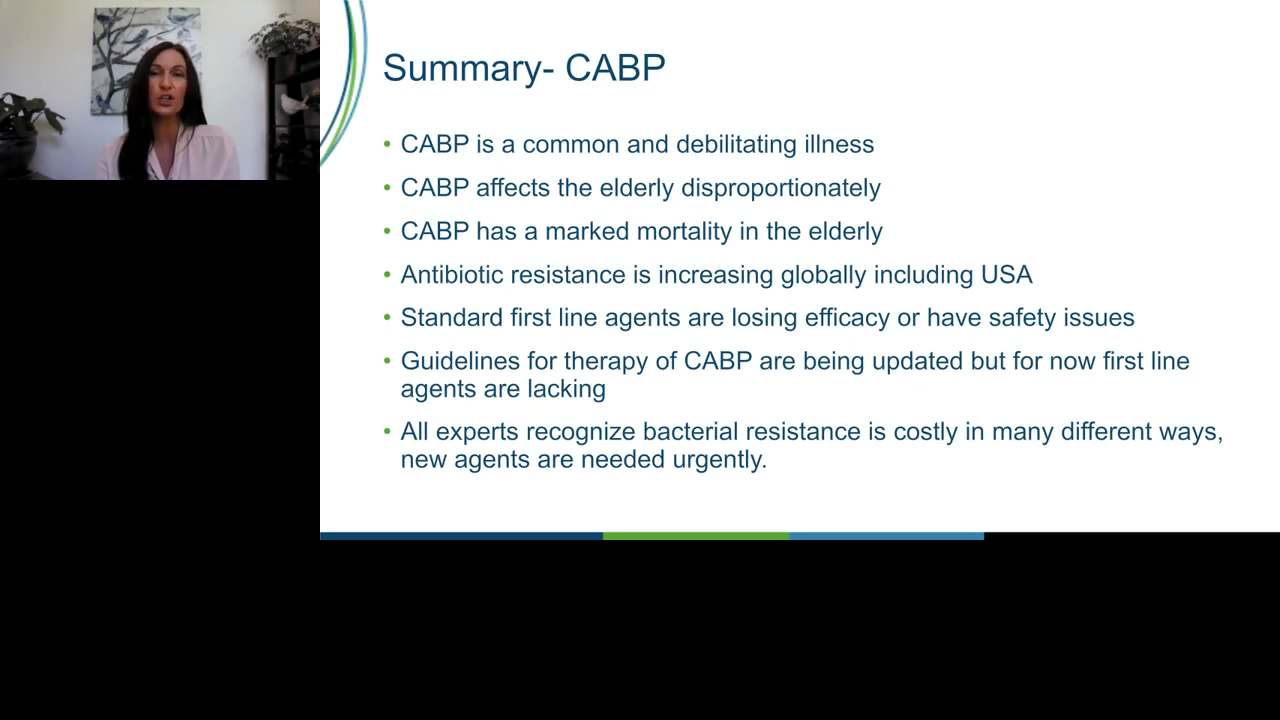 Summary- CABP
• CABP is a common and debilitating illness
• CABP affects the elderly disproportionately
• CABP has a marked mortality in the elderly
• Antibiotic resistance is increasing globally including USA
• Standard first line agents are losing efficacy or have safety issues
• Guidelines for therapy of CABP are being updated but for now first line
agents are lacking
• All experts recognize bacterial resistance is costly in many different ways,
new agents are needed urgently.